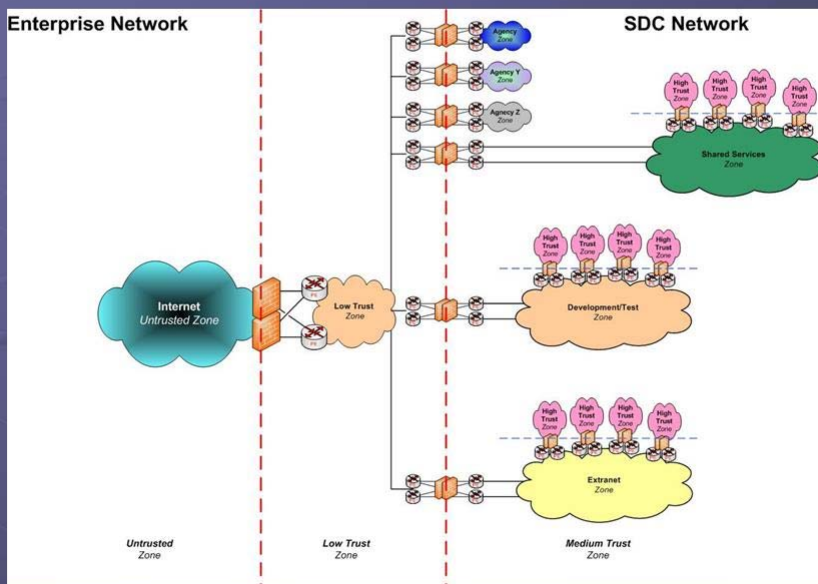 Enterprise Network
SDC Network
Agency
Zone
Agency Y
Zone
Agnecy Z
Zone
High
Trust
Zone
High
Trust
Zone
High
Trust
Zone
High
Trust
Zone
Shared Services
Zone
Internet
Untrusted Zone
PE
PE
Low Trust
Zone
High
Trust
Zone
High
Trust
Zone
High
Trust
Zone
High
Trust
Zone
Development/Test
Zone
High
Trust
Zone
High
Trust
Zone
High
Trust
Zone
High
Trust
Zone
Extranet
Zone
Untrusted
Zone
Low Trust
Zone
Medium Trust
Zone